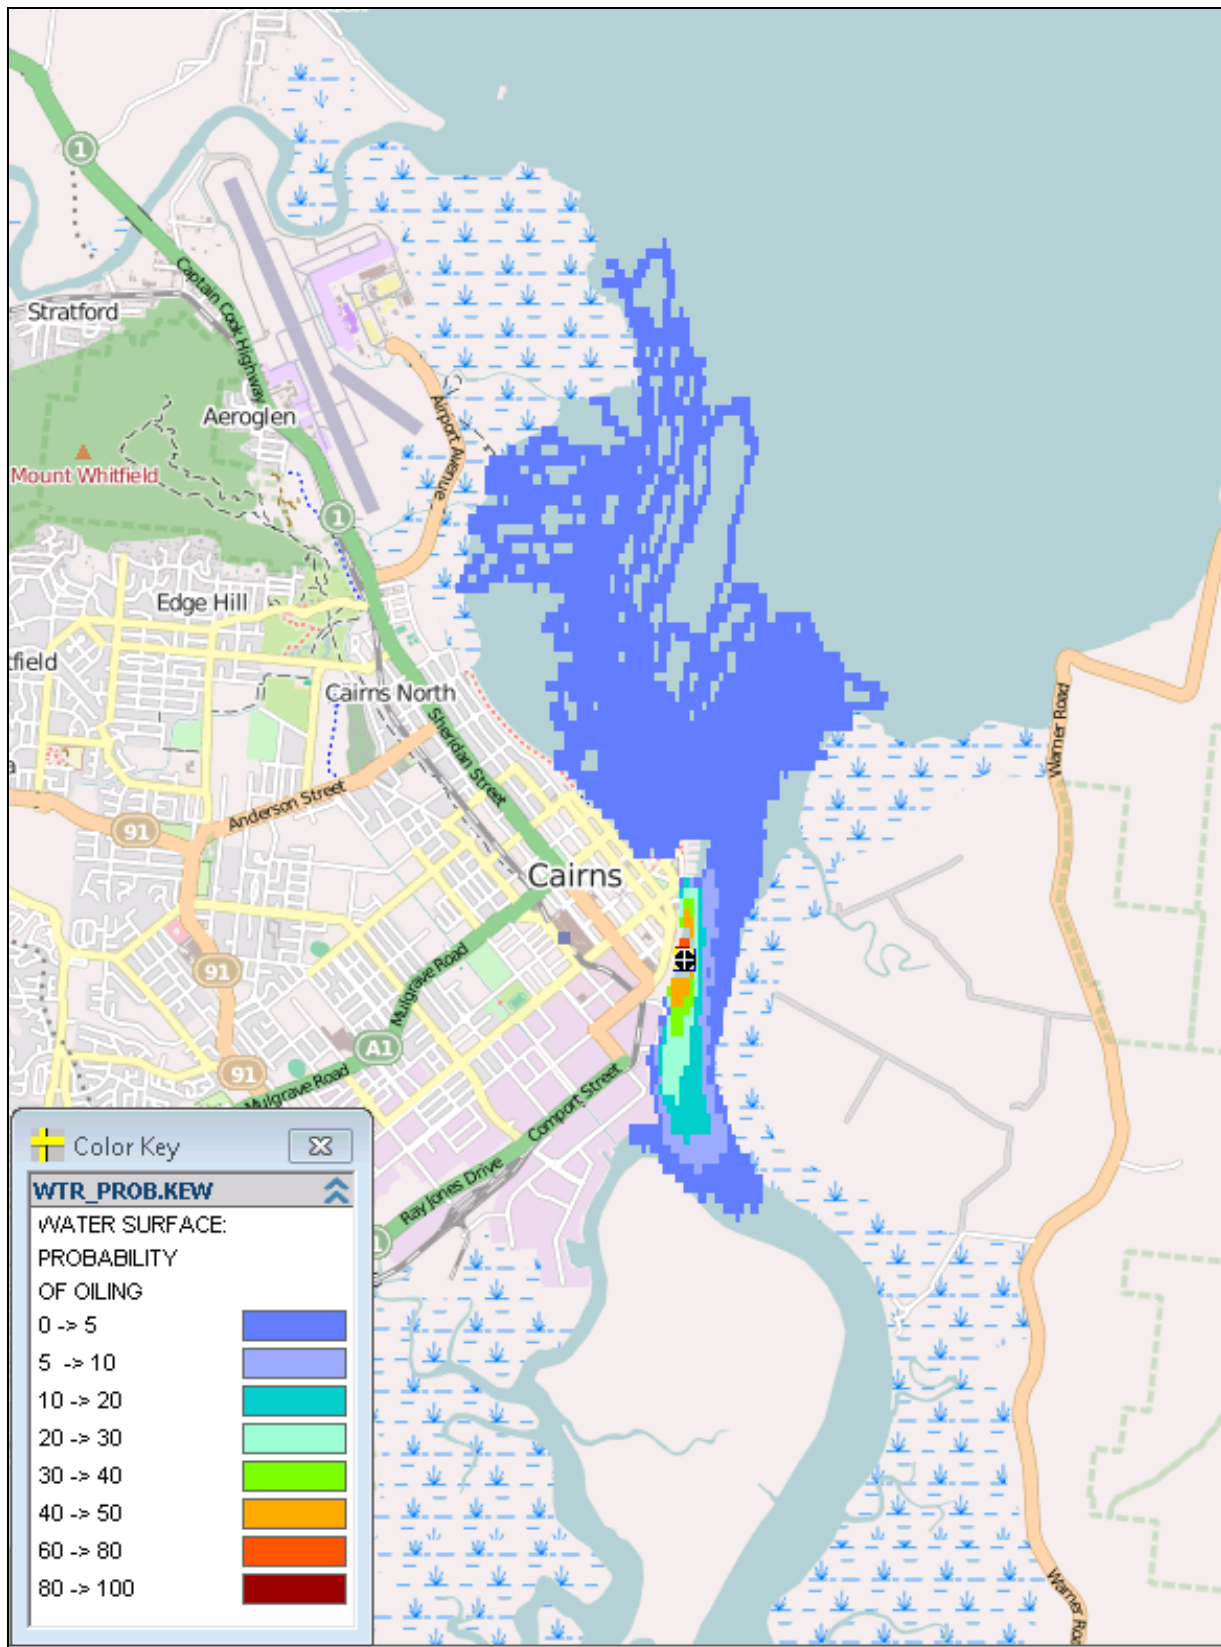 1
Captain Cook Highway
Stratford
Aeroglen
Airport Avenue
Mount Whitfield
1
Edge Hill
tfield
Cairns North
Sheridan Street
Warner Road
a
Anderson Street
91
91
Cairns
Mulgrave Road
A1
91
Mulgrave Road
Comport Street
Ray Jones Drive
1
Warner Roa
Color Key
WTR_PROB.KEW
WATER SURFACE:
PROBABILITY
OF OILING
0 -> 5
5 -> 10
10 -> 20
20 -> 30
30 -> 40
40 -> 50
60 -> 80
80 -> 100